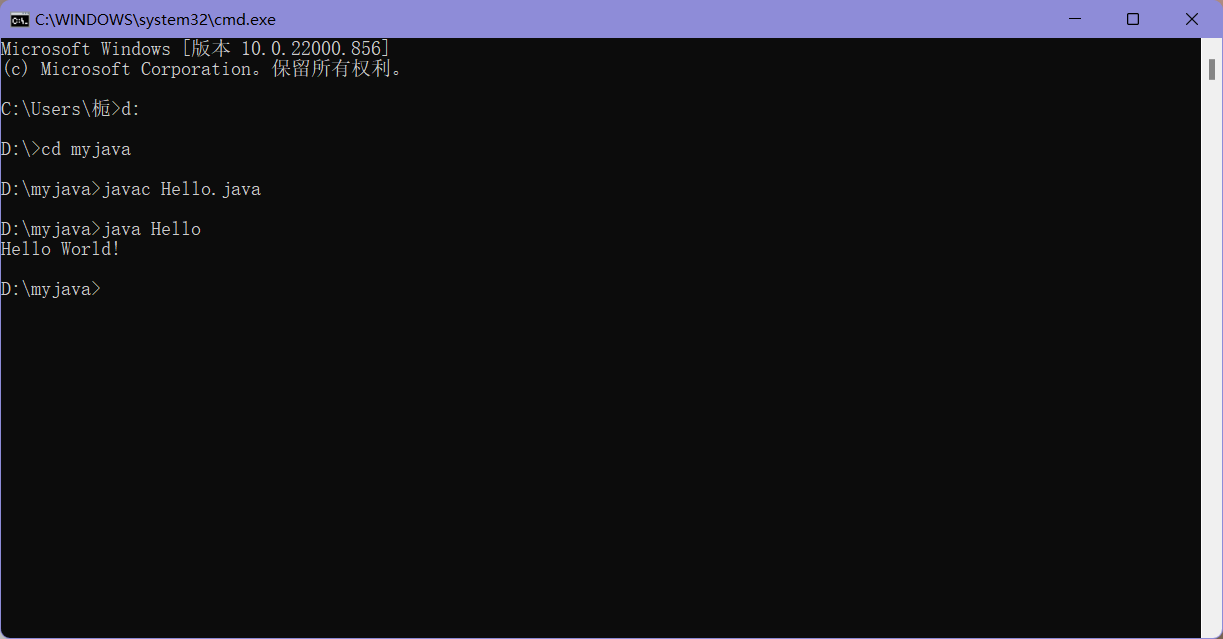 C:\WINDOWS\system32\cmd.exe
Microsoft Windows [版本 10.0.22000.856]
(c) Microsoft Corporation。保留所有权利。
C:\Users\栀>d:
D:\>cd myjava
D:\myjava>javac Hello.java
D:\myjava>java Hello
Hello World!
D:\myjava>